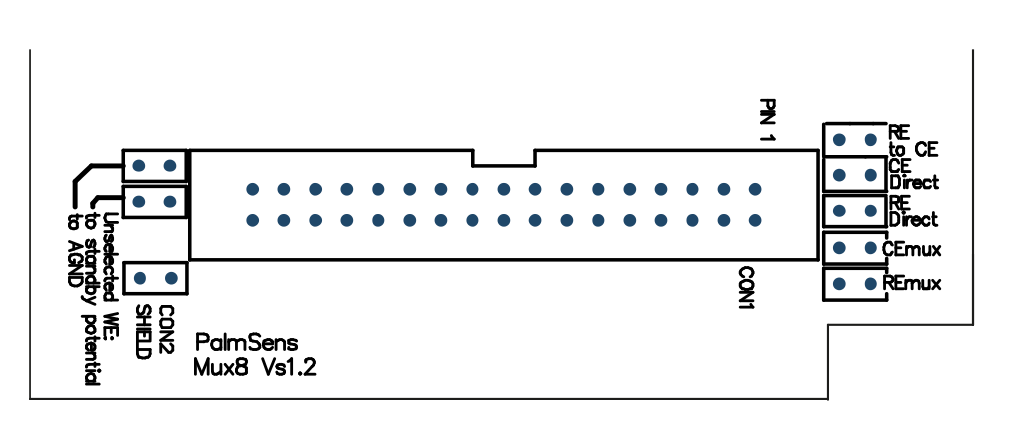 PIN 1
RE
to CE
CE
Direct
RE
Direct
CEmux
REmux
Unselected WE:
to standby potential
to AGND
CON1
CON2
SHIELD
PalmSens
Mux8 Vs1.2